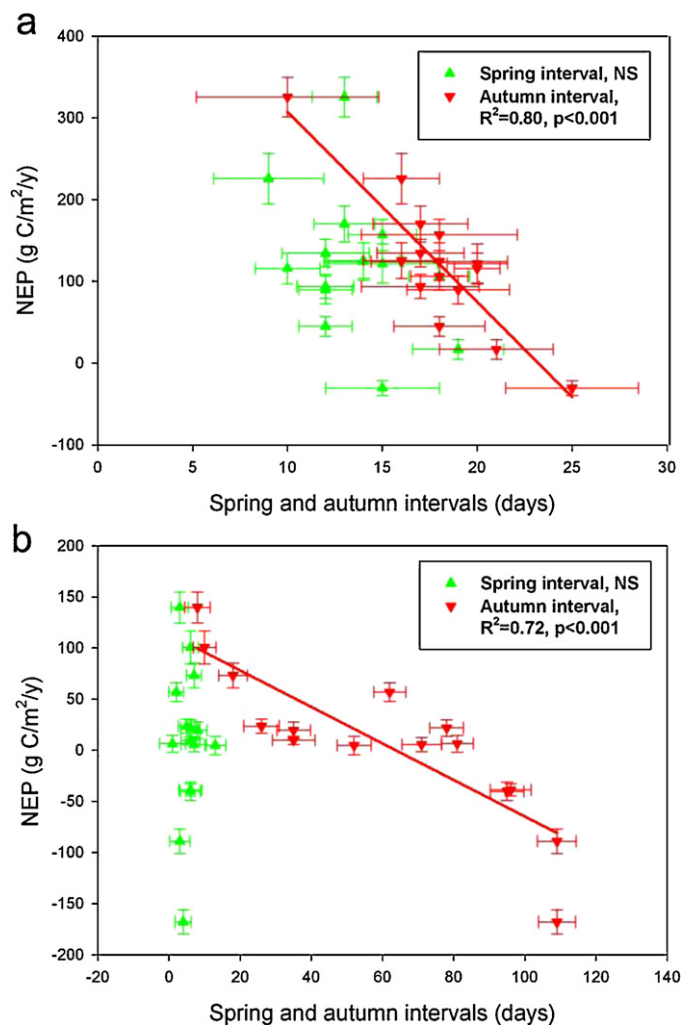 a
400
300
200
100
0
-100
NEP (g C/m²/y)
Spring interval, NS
Autumn interval,
R²=0.80, p<0.001
0 5 10 15 20 25 30
Spring and autumn intervals (days)
b
200
150
100
50
0
-50
-100
-150
-200
NEP (g C/m²/y)
Spring interval, NS
Autumn interval,
R²=0.72, p<0.001
-20 0 20 40 60 80 100 120 140
Spring and autumn intervals (days)